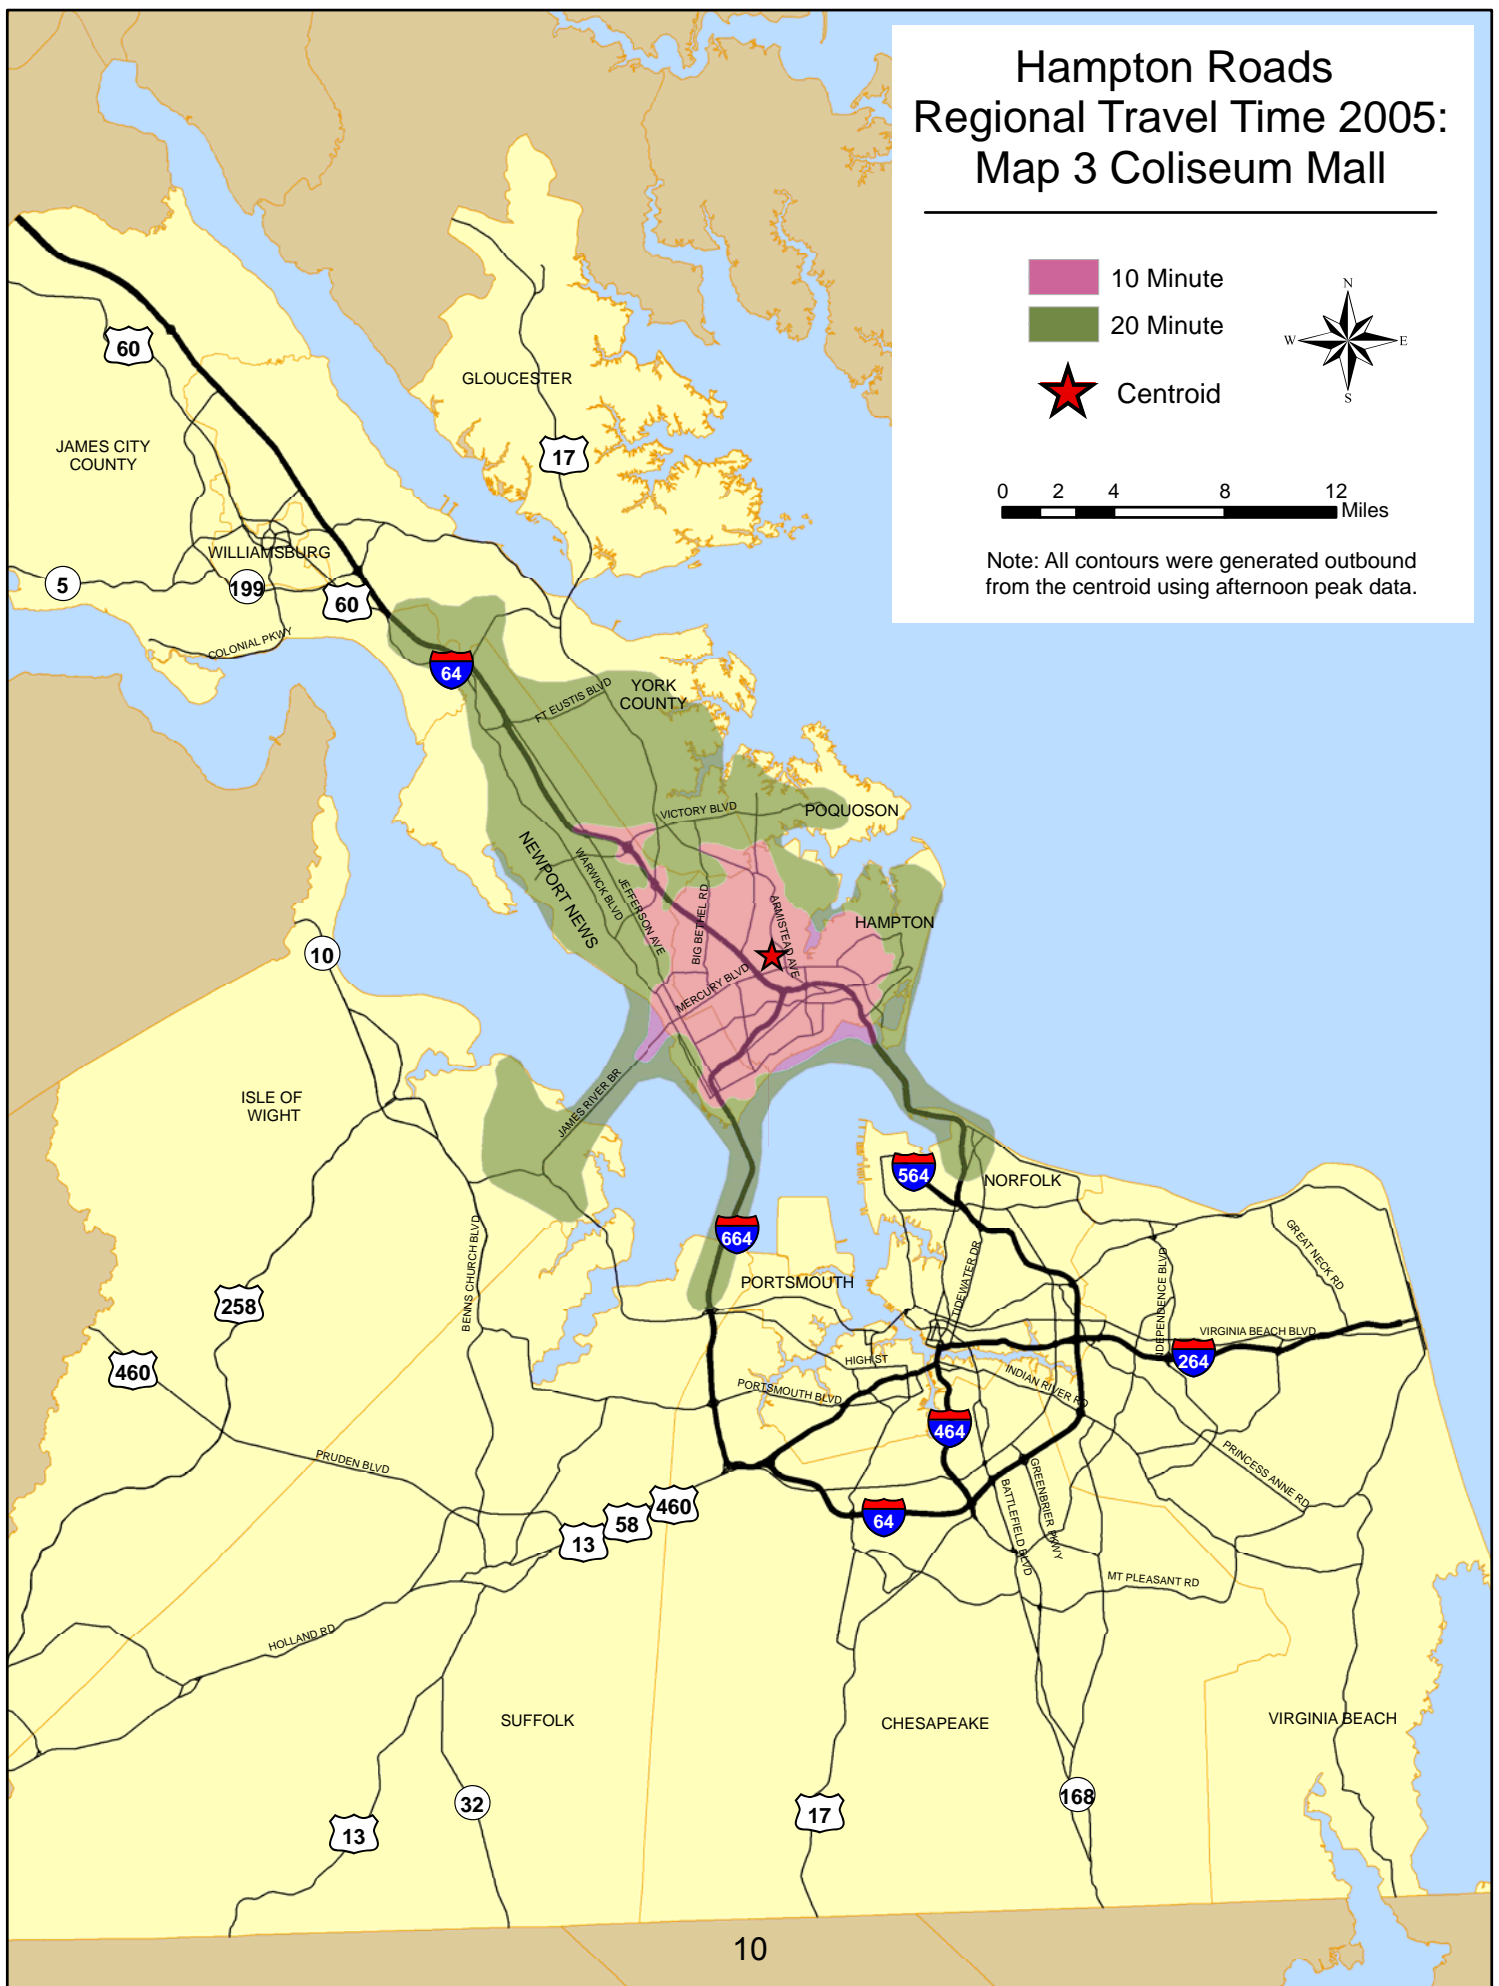 Hampton Roads
Regional Travel Time 2005:
Map 3 Coliseum Mall
10 Minute
20 Minute
Centroid
N
W
E
S
0 2 4 8 12
Miles
Note: All contours were generated outbound
from the centroid using afternoon peak data.
60
GLOUCESTER
JAMES CITY
COUNTY
17
WILLIAMSBURG
5
199
60
COLONIAL PKWY
64
FT EUSTIS BLVD
YORK
COUNTY
VICTORY BLVD
POQUOSON
NEWPORT NEWS
WARWICK BLVD
JEFFERSON AVE
BIG BETHEL RD
ARMISTEAD AVE
HAMPTON
10
MERCURY BLVD
ISLE OF
WIGHT
JAMES RIVER BR
564
NORFOLK
664
BENNS CHURCH BLVD
TIDEWATER DR
INDEPENDENCE BLVD
GREAT NECK RD
PORTSMOUTH
258
VIRGINIA BEACH BLVD
460
HIGH ST
264
INDIAN RIVER RD
PORTSMOUTH BLVD
464
PRUDEN BLVD
PRINCESS ANNE RD
GREENBRIER PKWY
BATTLEFIELD BLVD
460
58
13
64
MT PLEASANT RD
HOLLAND RD
SUFFOLK
CHESAPEAKE
VIRGINIA BEACH
32
168
17
13
10